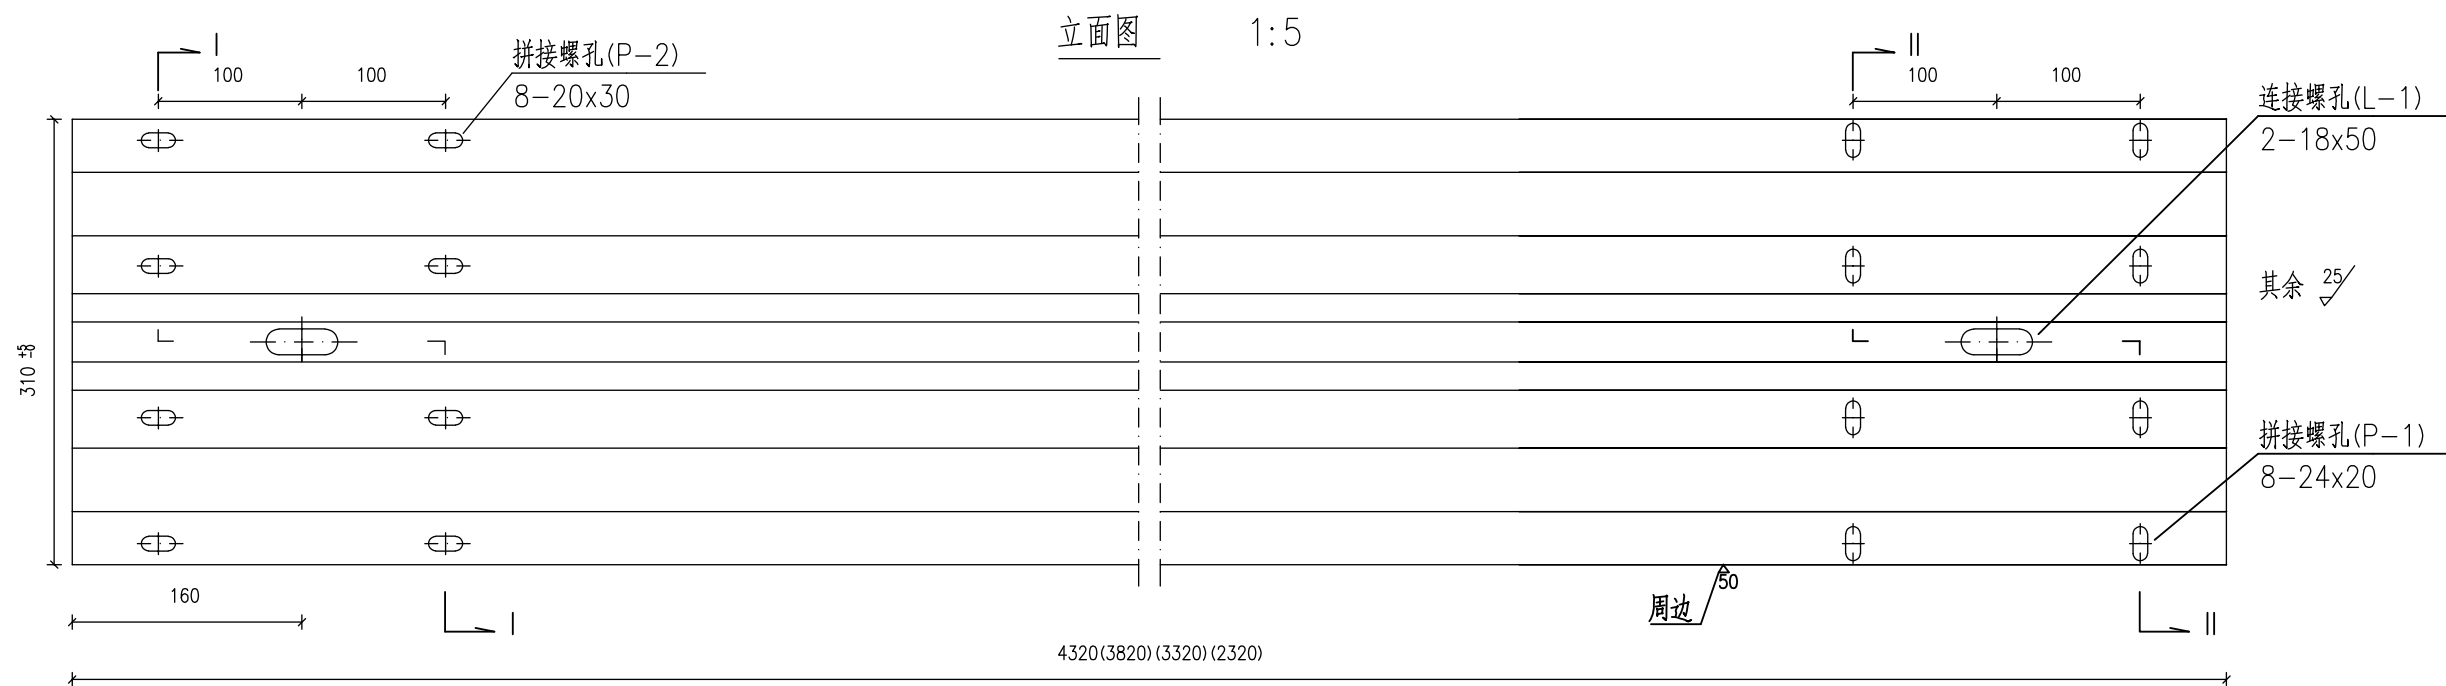 立面图 1:5
I
II
100 100
拼接螺孔(P-2)
8-20x30
100 100
连接螺孔(L-1)
2-18x50
其余 25
310 +5 -0
拼接螺孔(P-1)
8-24x20
160
I
周边 50
II
4320(3820)(3320)(2320)